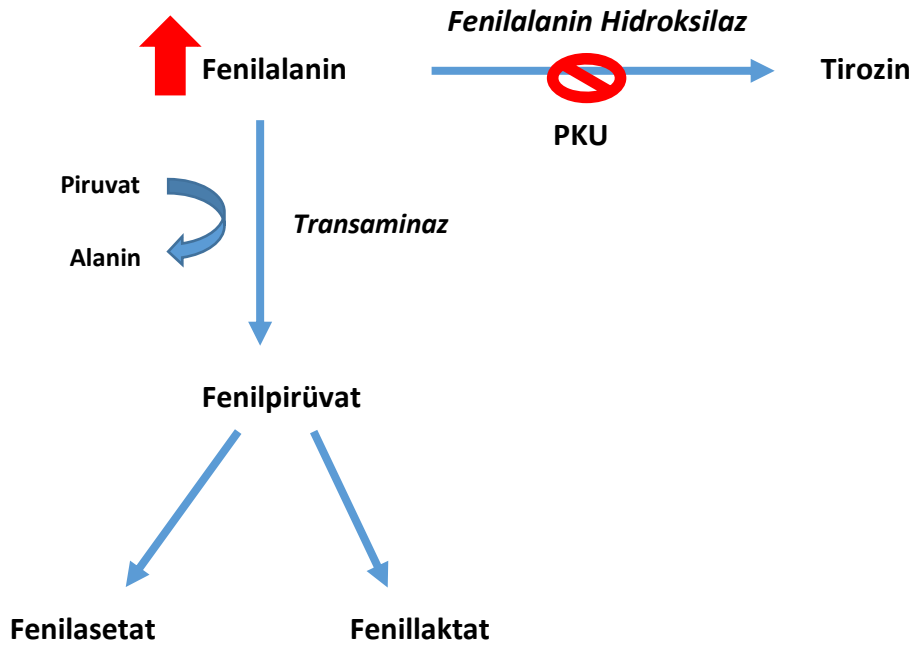 Fenilalanin Hidroksilaz
Fenilalanin
Tirozin
PKU
Piruvat
Transaminaz
Alanin
Fenilpirüvat
Fenilasetat
Fenillaktat